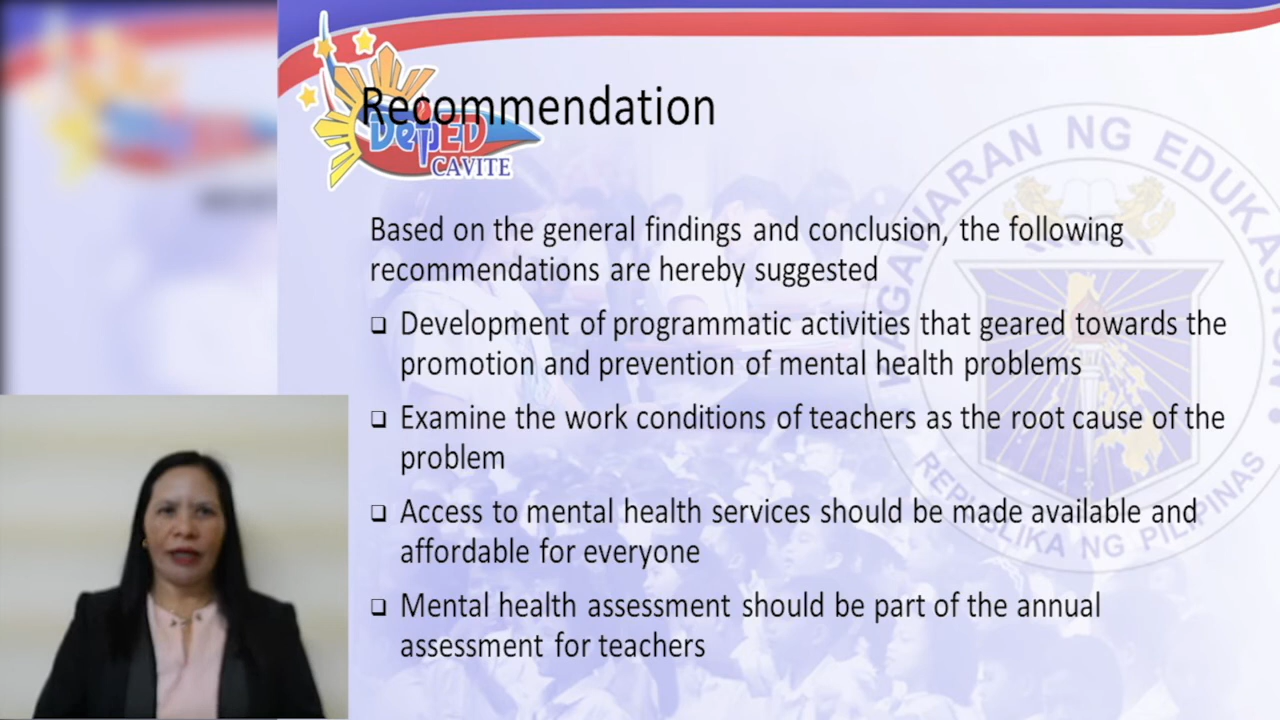 Recommendation
DepED
CAVITE
KAGAWARAN NG EDUKASYON
REPUBLIKA NG PILIPINAS
Based on the general findings and conclusion, the following
recommendations are hereby suggested
Development of programmatic activities that geared towards the
promotion and prevention of mental health problems
Examine the work conditions of teachers as the root cause of the
problem
Access to mental health services should be made available and
affordable for everyone
Mental health assessment should be part of the annual
assessment for teachers